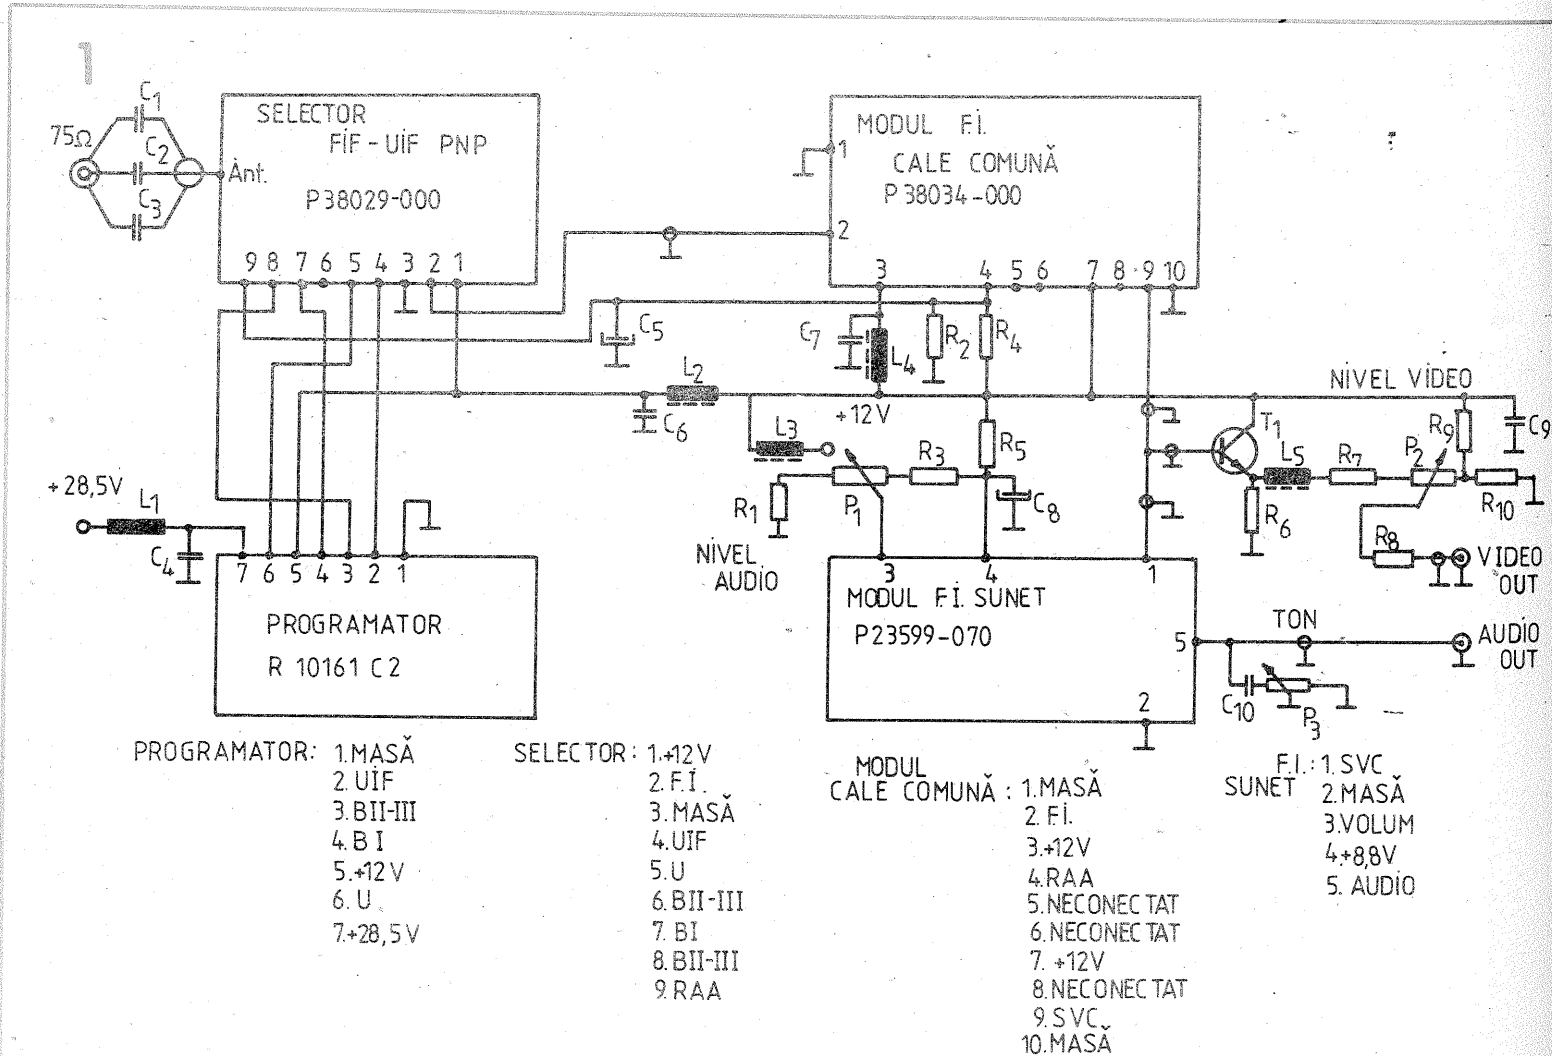 1
C1
75Ω
C2
C3
Ant.
SELECTOR
FIF-UIF PNP
P38029-000
9 8 7 6 5 4 3 2 1
MODUL F.I.
CALE COMUNĂ
P38034-000
1
2
3 4 5 6 7 8 9 10
C5
C7
L4
R2
R4
L2
C6
+12V
L3
NIVEL VIDEO
R9
C9
T1
L5
R7
P2
R10
R6
R8
VIDEO
OUT
R5
R3
P1
R1
C8
NIVEL
AUDIO
+28,5V
L1
C4
7 6 5 4 3 2 1
PROGRAMATOR
R 10161 C2
3 4 1
MODUL F.I. SUNET
P23599-070
5
2
TON
AUDIO
OUT
C10
P3
PROGRAMATOR: 1.MASĂ
2.UIF
3.BII-III
4.BI
5.+12V
6.U
7.+28,5V
SELECTOR: 1.+12V
2.F.I.
3.MASĂ
4.UIF
5.U
6.BII-III
7.BI
8.BII-III
9.RAA
MODUL
CALE COMUNĂ: 1.MASĂ
2.F.I.
3.+12V
4.RAA
5.NECONECTAT
6.NECONECTAT
7.+12V
8.NECONECTAT
9.SVC
10.MASĂ
F.I.: 1.SVC
SUNET 2.MASĂ
3.VOLUM
4.+8,8V
5.AUDIO